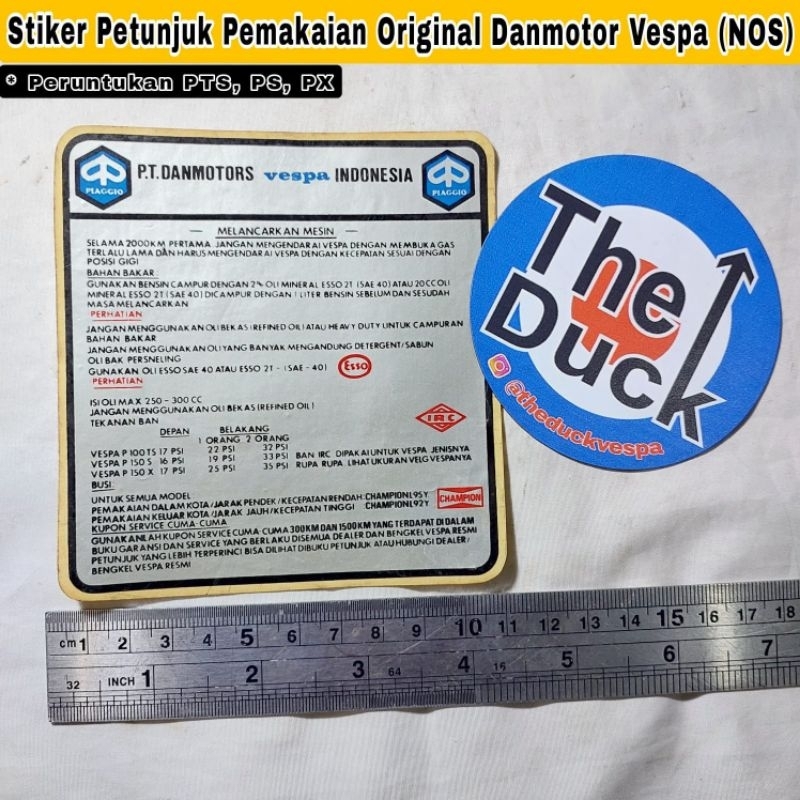 Stiker Petunjuk Pemakaian Original Danmotor Vespa (NOS)
* Peruntukan PTS, PS, PX
PIAGGIO P.T. DANMOTORS vespa INDONESIA PIAGGIO
— MELANCARKAN MESIN —
SELAMA 2000KM PERTAMA. JANGAN MENGENDARAI VESPA DENGAN MEMBUKA GAS
TERLALU LAMA DAN HARUS MENGENDARAI VESPA DENGAN KECEPATAN SESUAI DENGAN
POSISI GIGI
BAHAN BAKAR:
GUNAKAN BENSIN CAMPUR DENGAN 2% OLI MINERAL ESSO 2T (SAE 40) ATAU 20CC OLI
MINERAL ESSO 2T (SAE 40) DICAMPUR DENGAN 1 LITER BENSIN SEBELUM DAN SESUDAH
MASA MELANCARKAN
PERHATIAN
JANGAN MENGGUNAKAN OLI BEKAS (REFINED OIL) ATAU HEAVY DUTY UNTUK CAMPURAN
BAHAN BAKAR
JANGAN MENGGUNAKAN OLI YANG BANYAK MENGANDUNG DETERGENT/SABUN
OLI BAK PERSNELING
GUNAKAN OLI ESSO SAE 40 ATAU ESSO 2T - (SAE - 40) Esso
PERHATIAN
ISI OLI MAX 250 - 300 CC
JANGAN MENGGUNAKAN OLI BEKAS (REFINED OIL)
TEKANAN BAN
IRC
DEPAN BELAKANG
1 ORANG 2 ORANG
VESPA P 100 TS 17 PSI 22 PSI 32 PSI
VESPA P 150 S 16 PSI 19 PSI 33 PSI BAN IRC DIPAKAI UNTUK VESPA JENISNYA
VESPA P 150 X 17 PSI 25 PSI 35 PSI RUPA RUPA LIHAT UKURAN VELG VESPANYA
BUSI:
UNTUK SEMUA MODEL
PEMAKAIAN DALAM KOTA/JARAK PENDEK/KECEPATAN RENDAH: CHAMPION L95Y
PEMAKAIAN KELUAR KOTA/JARAK JAUH/KECEPATAN TINGGI : CHAMPION L92Y
CHAMPION
KUPON SERVICE CUMA-CUMA
GUNAKANLAH KUPON SERVICE CUMA-CUMA 300KM DAN 1500KM YANG TERDAPAT DI DALAM
BUKU GARANSI DAN SERVICE YANG BERLAKU DISEMUA DEALER DAN BENGKEL VESPA RESMI
PETUNJUK YANG LEBIH TERPERINCI BISA DILIHAT DIBUKU PETUNJUK ATAU HUBUNGI DEALER/
BENGKEL VESPA RESMI
The
Duck
@theduckvespa
cm 1 2 3 4 5 6 7 8 9 10 11 12 13 14 15 16 17 18
32 INCH 1 2 3 64 4 16 5 6 7